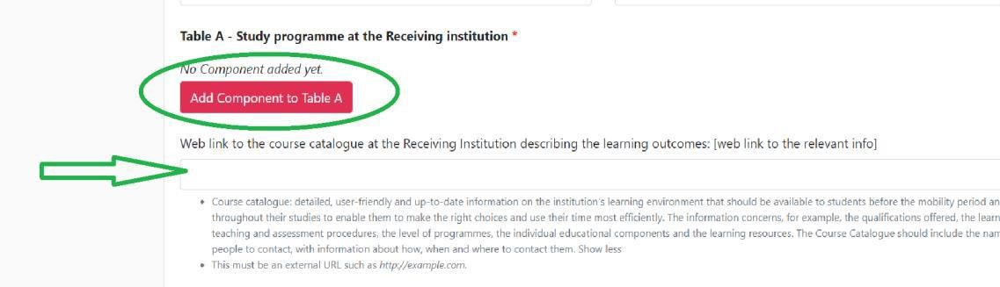 Table A - Study programme at the Receiving institution *
No Component added yet.
Add Component to Table A
Web link to the course catalogue at the Receiving Institution describing the learning outcomes: [web link to the relevant info]
• Course catalogue: detailed, user-friendly and up-to-date information on the institution's learning environment that should be available to students before the mobility period an
throughout their studies to enable them to make the right choices and use their time most efficiently. The information concerns, for example, the qualifications offered, the learn
teaching and assessment procedures, the level of programmes, the individual educational components and the learning resources. The Course Catalogue should include the nam
people to contact, with information about how, when and where to contact them. Show less
• This must be an external URL such as http://example.com.